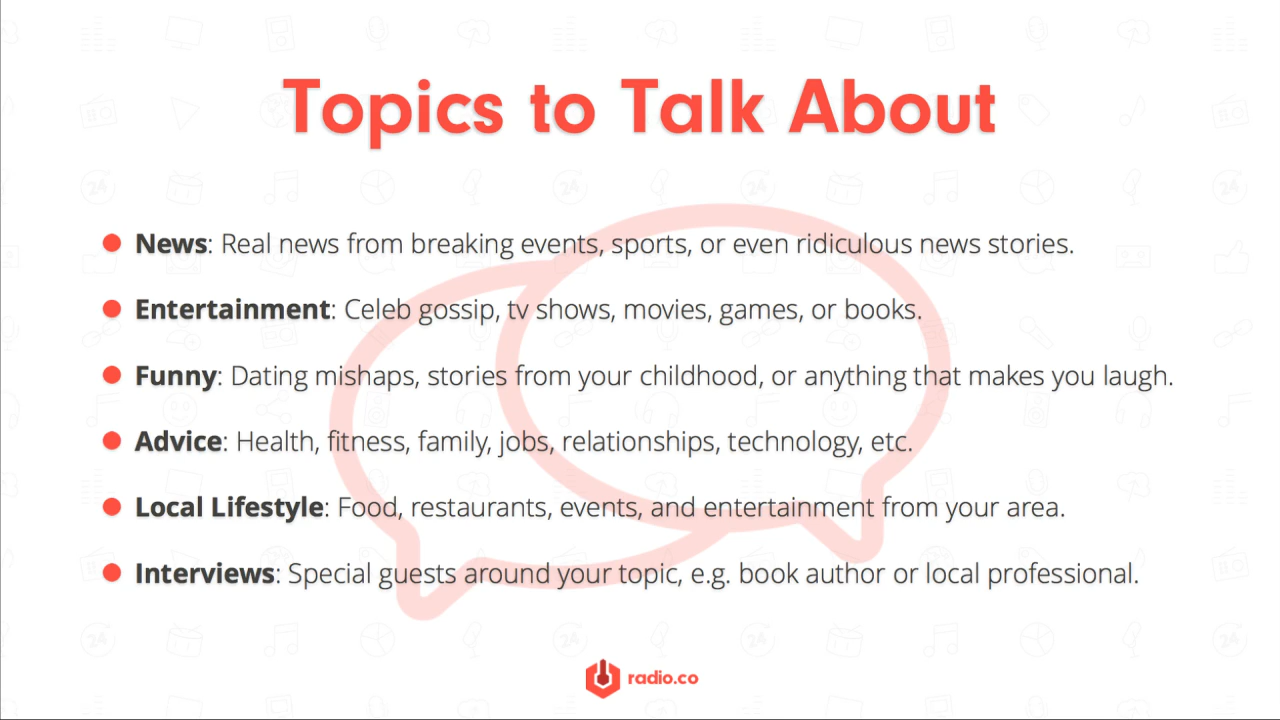 Topics to Talk About
News: Real news from breaking events, sports, or even ridiculous news stories.
Entertainment: Celeb gossip, tv shows, movies, games, or books.
Funny: Dating mishaps, stories from your childhood, or anything that makes you laugh.
Advice: Health, fitness, family, jobs, relationships, technology, etc.
Local Lifestyle: Food, restaurants, events, and entertainment from your area.
Interviews: Special guests around your topic, e.g. book author or local professional.
radio.co